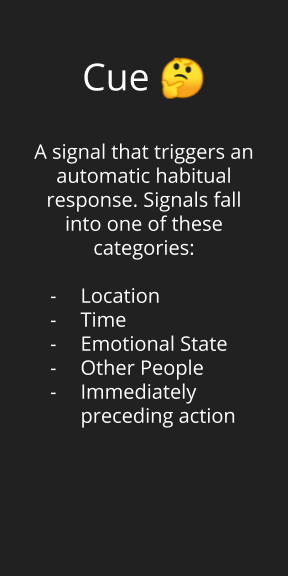 Cue 🤔
A signal that triggers an
automatic habitual
response. Signals fall
into one of these
categories:
- Location
- Time
- Emotional State
- Other People
- Immediately
preceding action